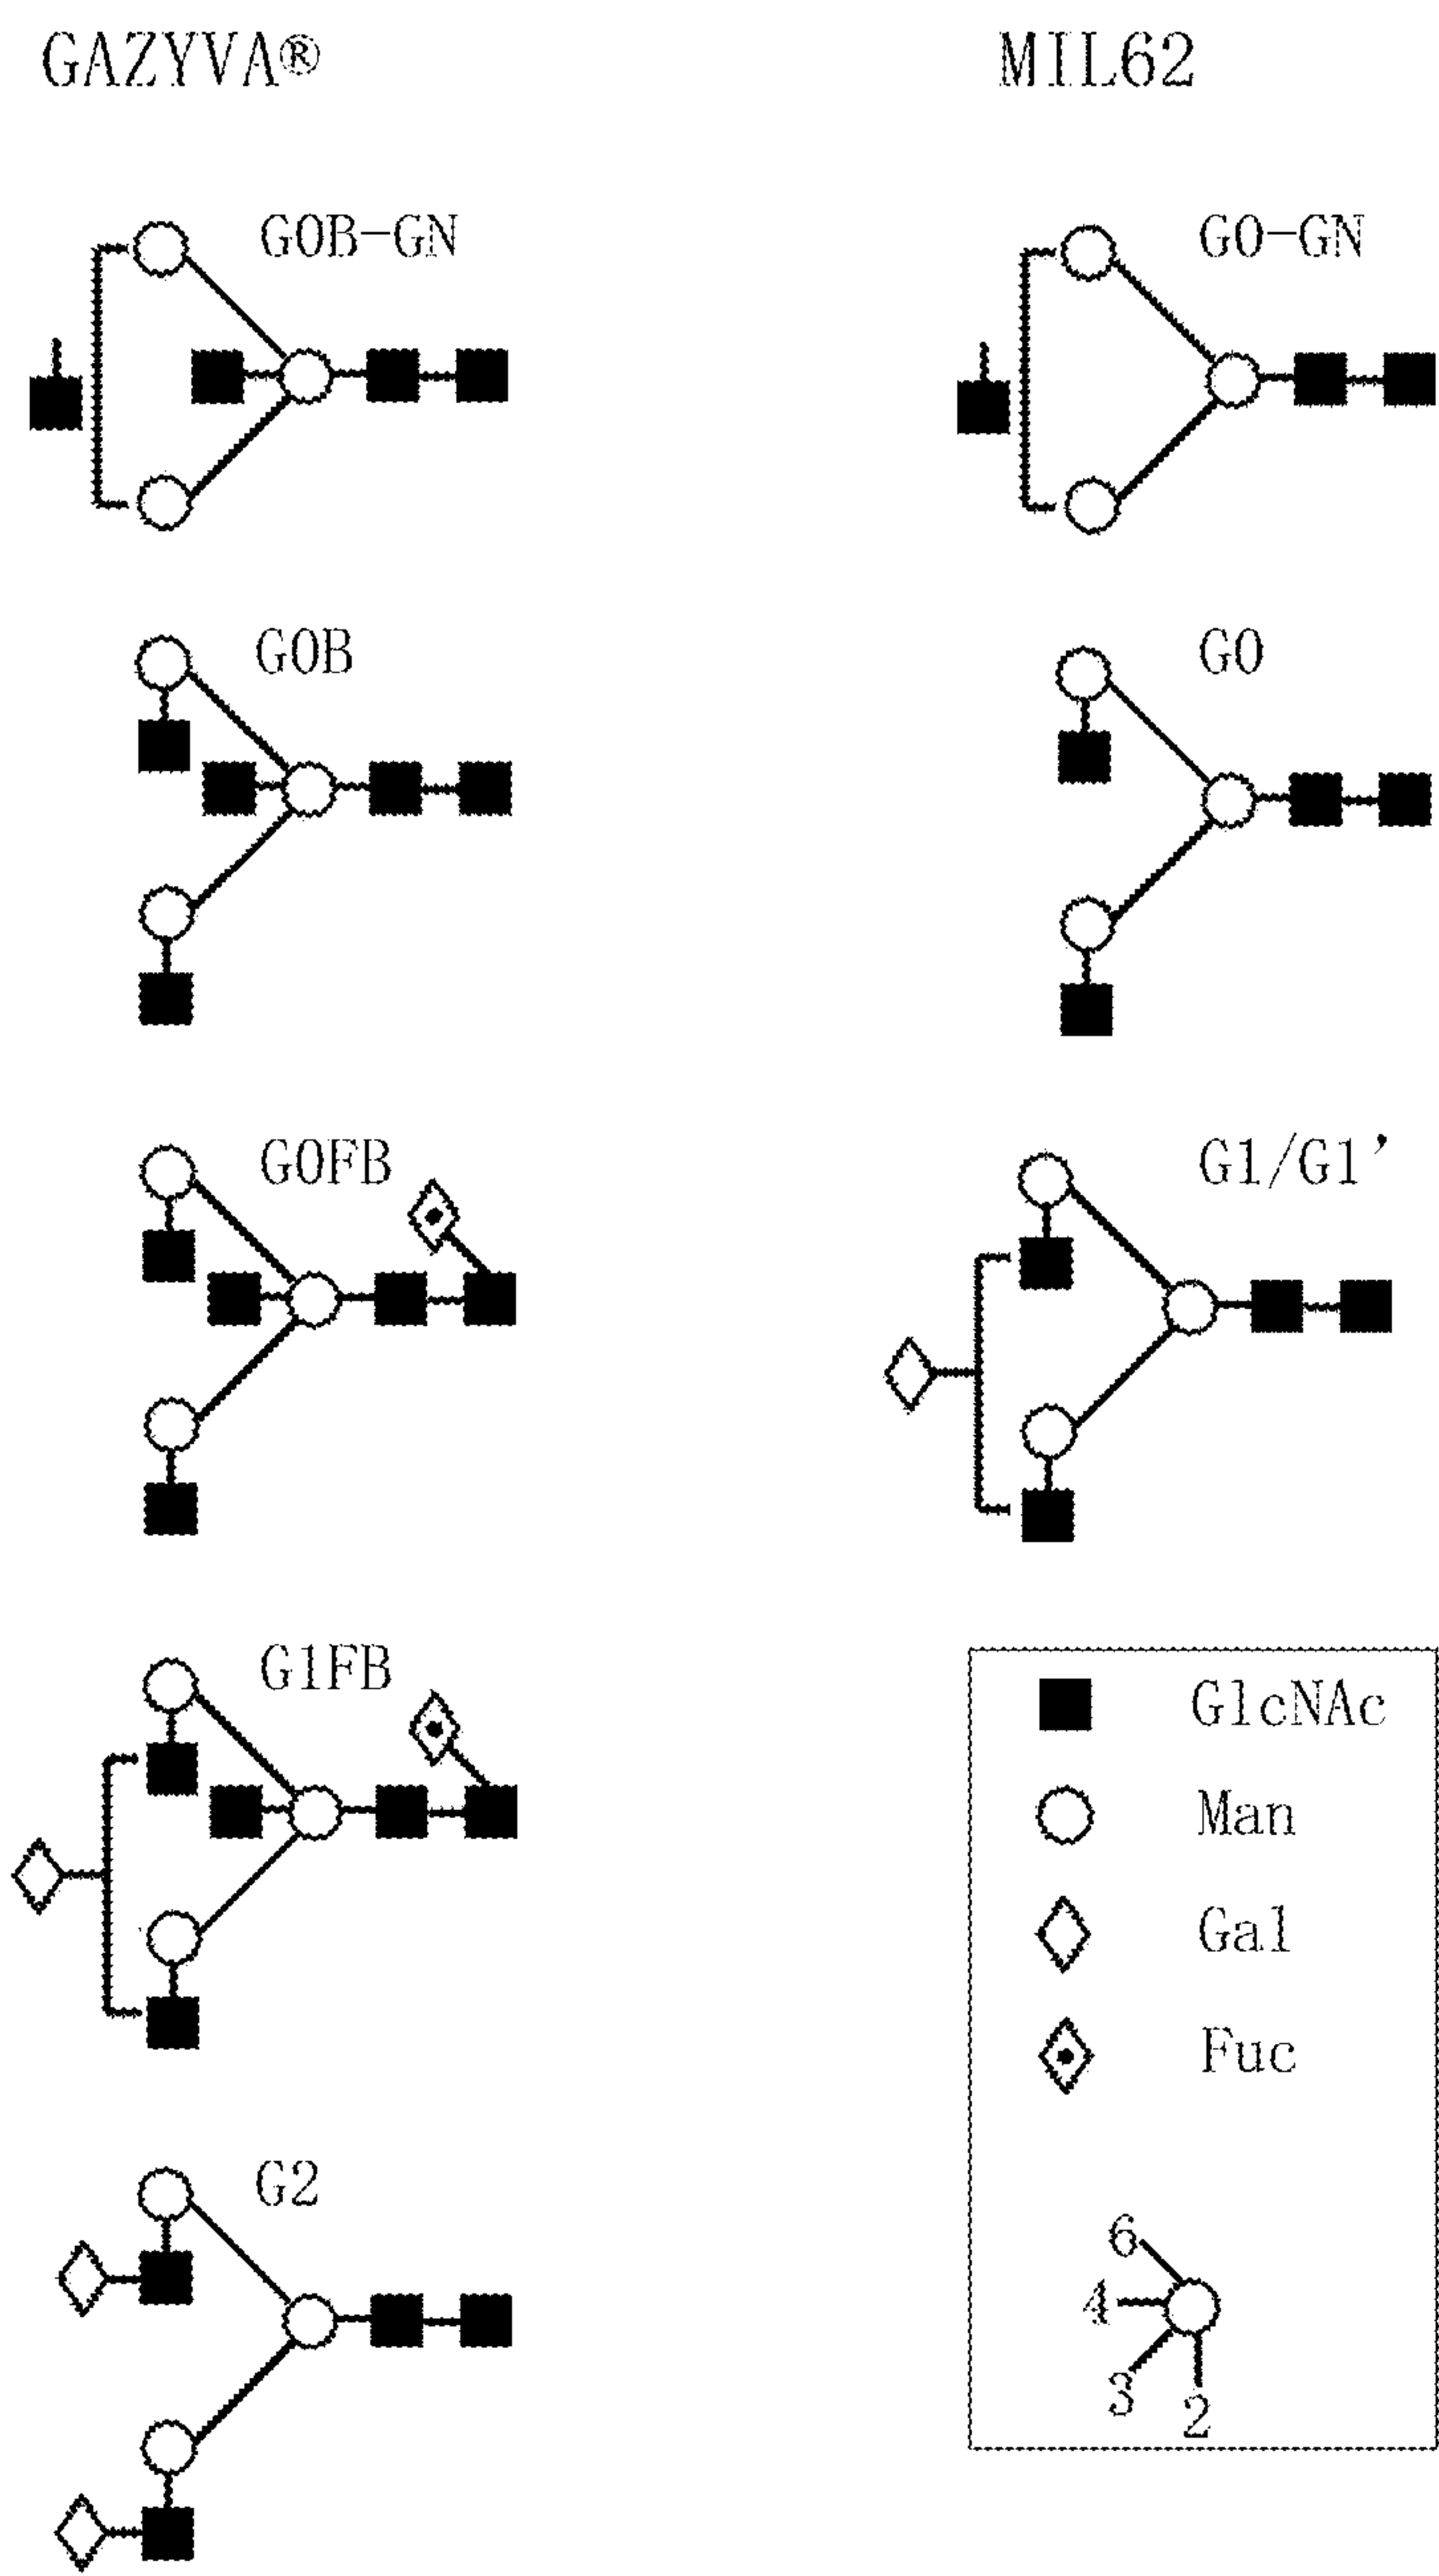 GAZYVA® MIL62
G0B-GN G0-GN
G0B G0
G0FB G1/G1’
G1FB
GlcNAc
Man
Gal
Fuc
G2
6
4
3
2